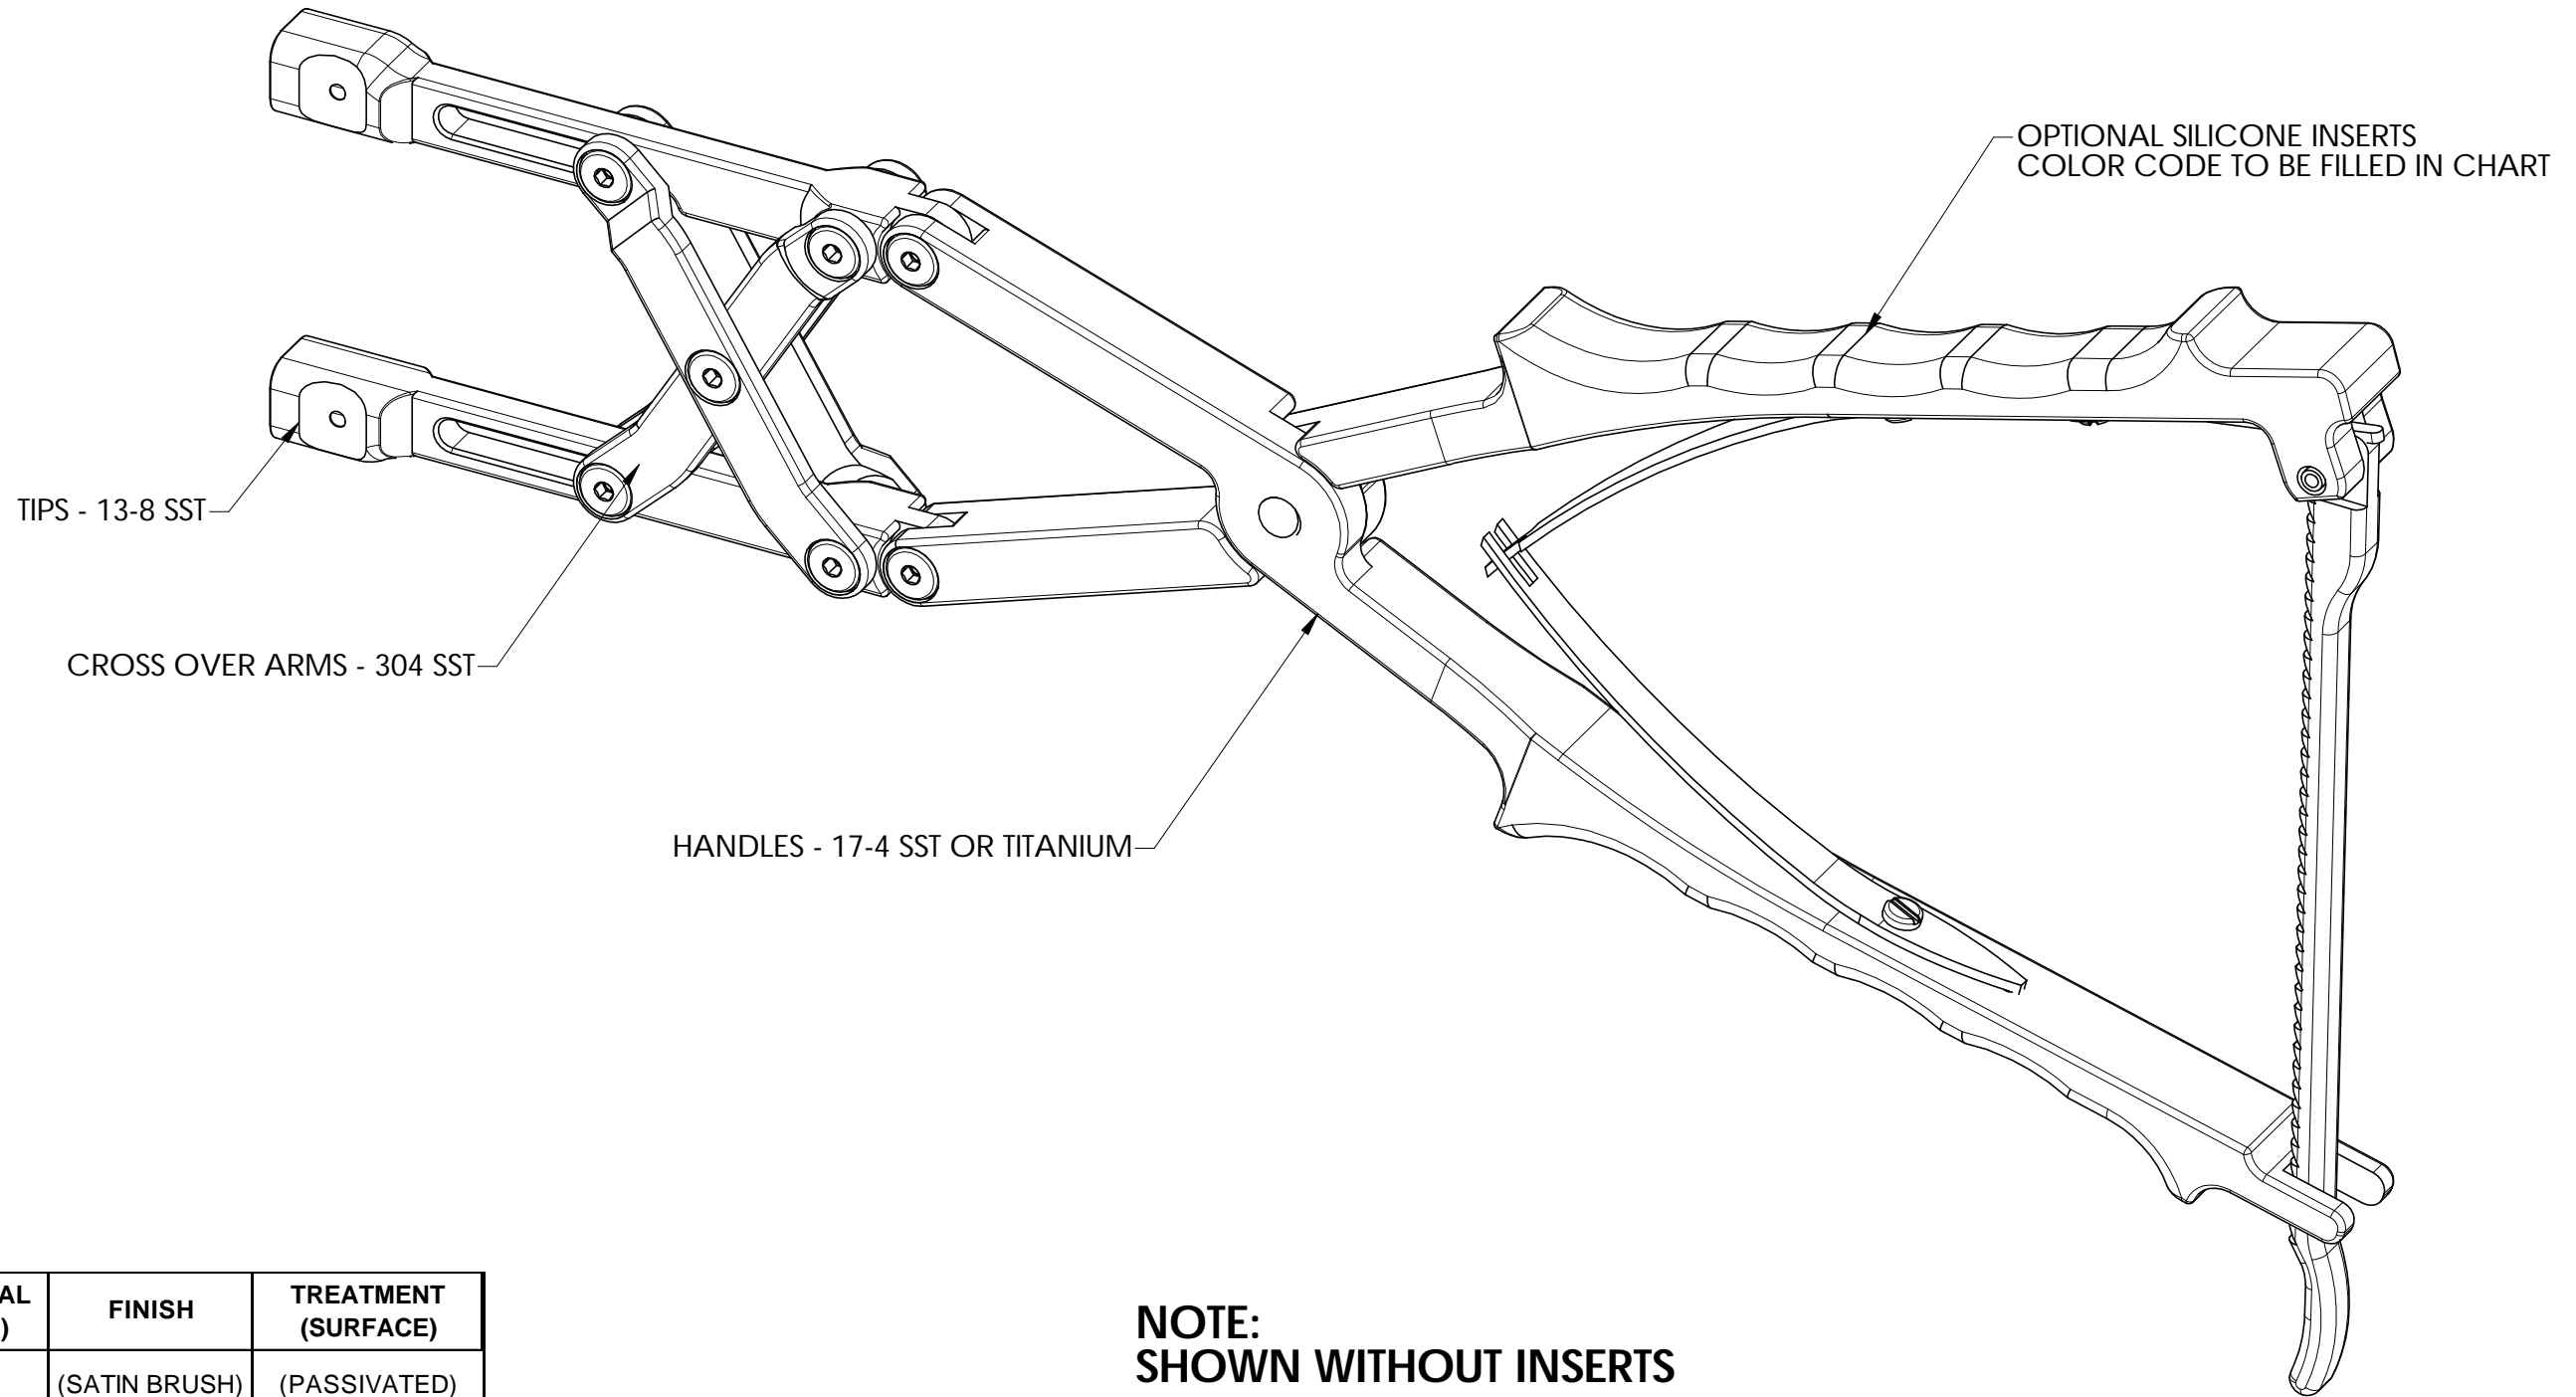 OPTIONAL SILICONE INSERTS
COLOR CODE TO BE FILLED IN CHART
TIPS - 13-8 SST
CROSS OVER ARMS - 304 SST
HANDLES - 17-4 SST OR TITANIUM
FINISH
TREATMENT
(SURFACE)
(SATIN BRUSH)
(PASSIVATED)
NOTE:
SHOWN WITHOUT INSERTS